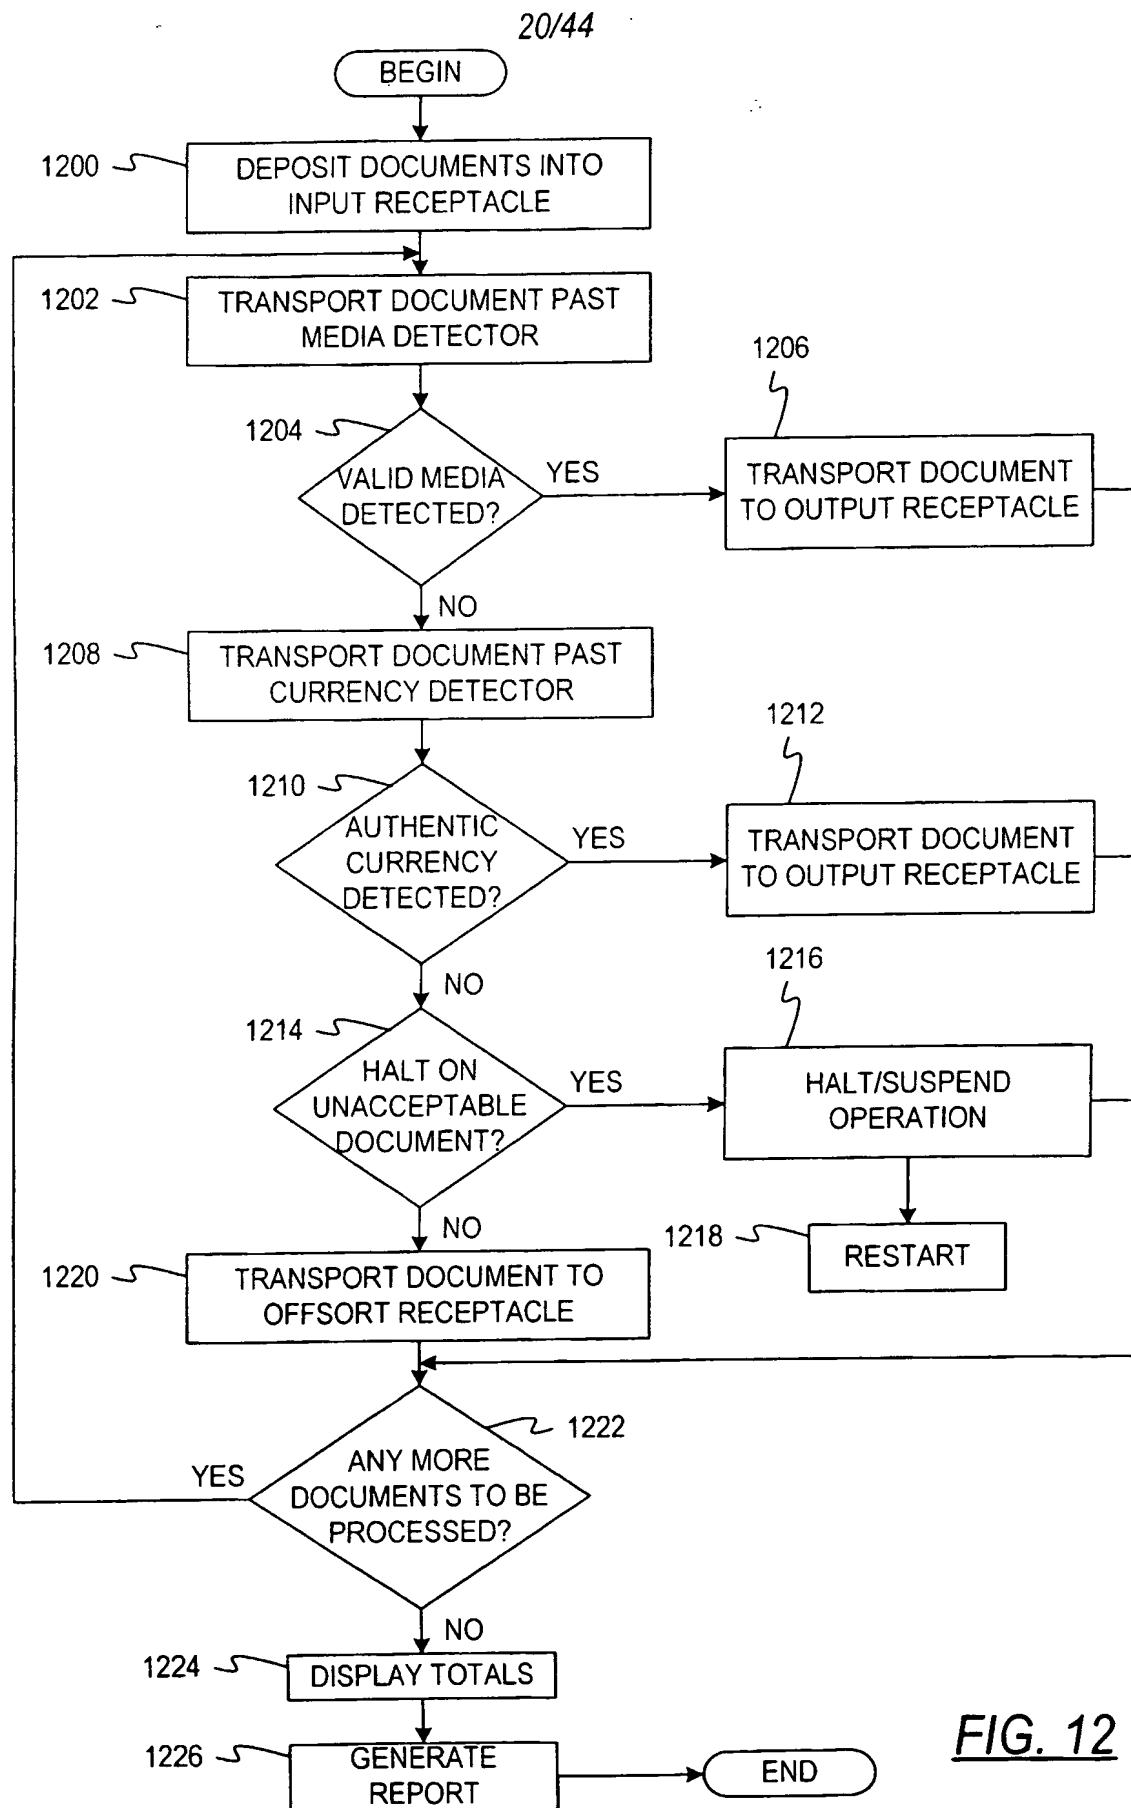 20/44
BEGIN
1200
DEPOSIT DOCUMENTS INTO
INPUT RECEPTACLE
1202
TRANSPORT DOCUMENT PAST
MEDIA DETECTOR
1204
VALID MEDIA
DETECTED?
YES
1206
TRANSPORT DOCUMENT
TO OUTPUT RECEPTACLE
NO
1208
TRANSPORT DOCUMENT PAST
CURRENCY DETECTOR
1210
AUTHENTIC
CURRENCY
DETECTED?
YES
1212
TRANSPORT DOCUMENT
TO OUTPUT RECEPTACLE
NO
1214
HALT ON
UNACCEPTABLE
DOCUMENT?
YES
1216
HALT/SUSPEND
OPERATION
1218
RESTART
NO
1220
TRANSPORT DOCUMENT TO
OFFSORT RECEPTACLE
1222
ANY MORE
DOCUMENTS TO BE
PROCESSED?
YES
NO
1224
DISPLAY TOTALS
1226
GENERATE
REPORT
END
FIG. 12